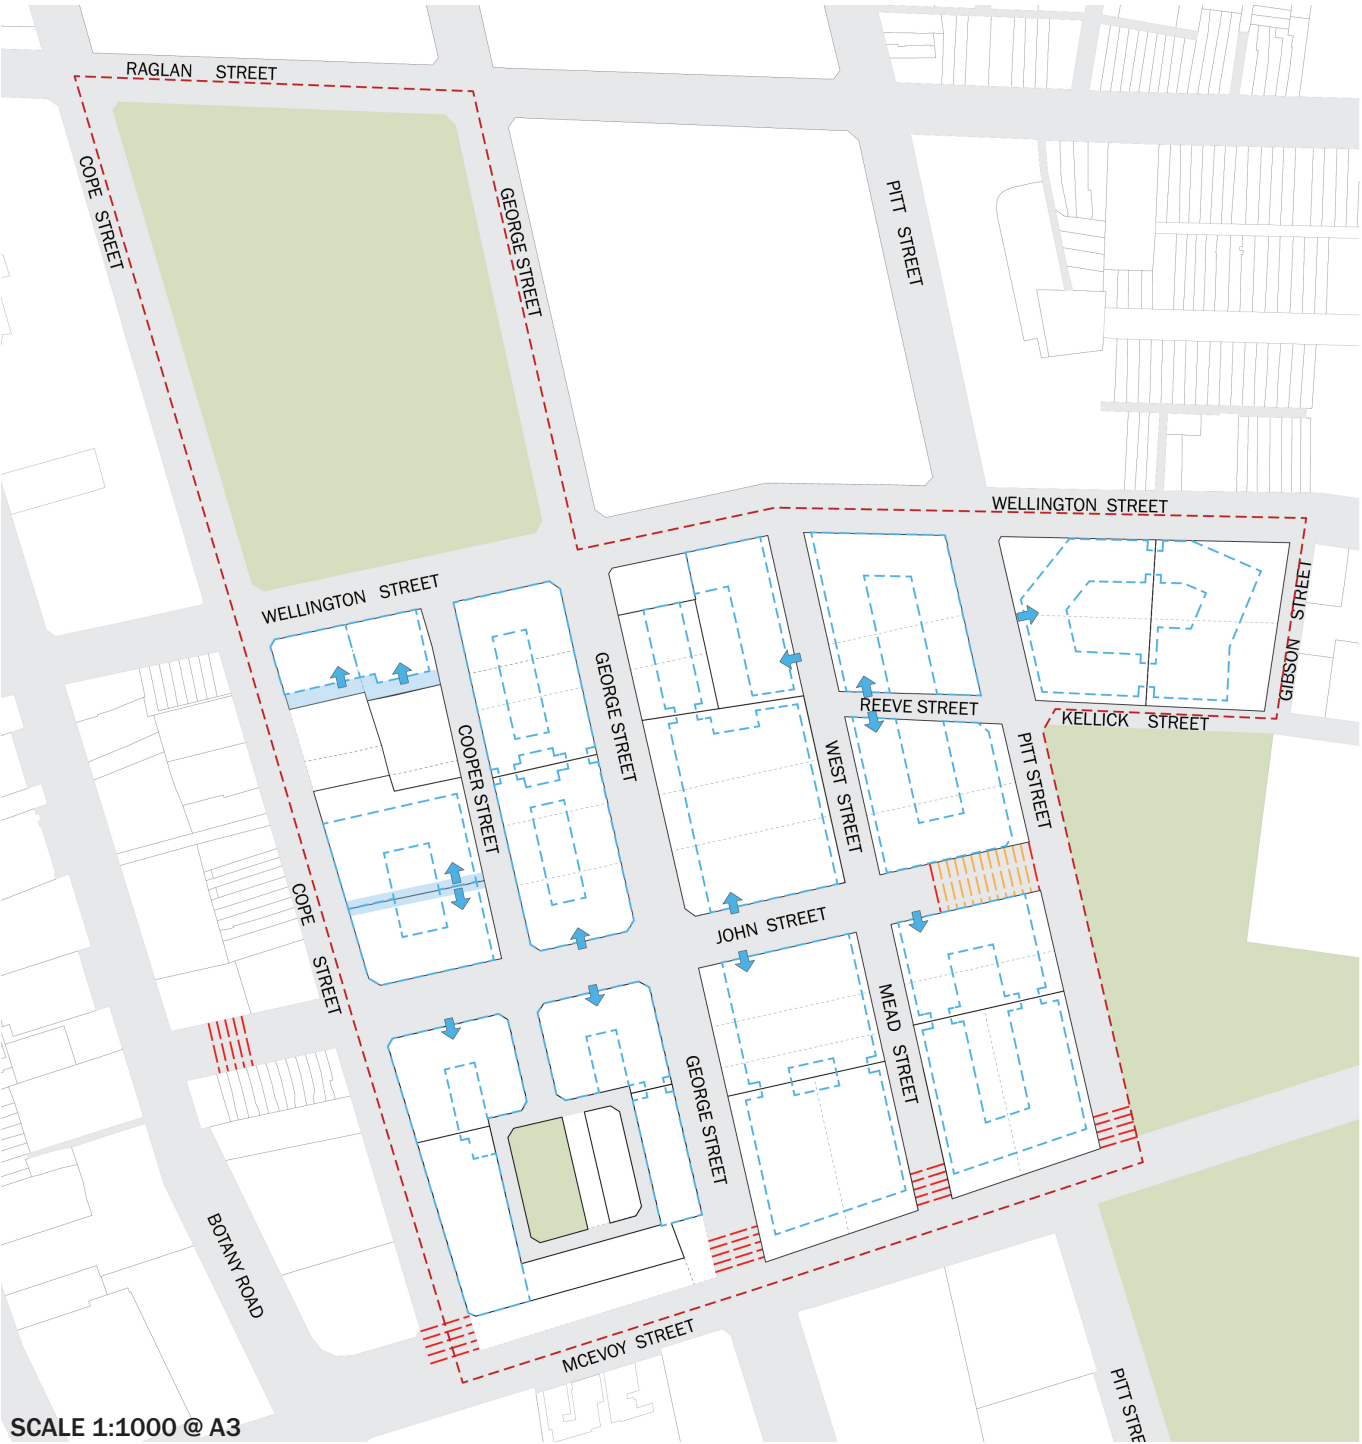 RAGLAN STREET
COPE STREET
GEORGE STREET
PITT STREET
WELLINGTON STREET
WELLINGTON STREET
GIBSON STREET
GEORGE STREET
REEVE STREET
KELLICK STREET
COOPER STREET
WEST STREET
PITT STREET
COPE STREET
JOHN STREET
MEAD STREET
GEORGE STREET
BOTANY ROAD
MCEVOY STREET
PITT STRE
SCALE 1:1000 @ A3